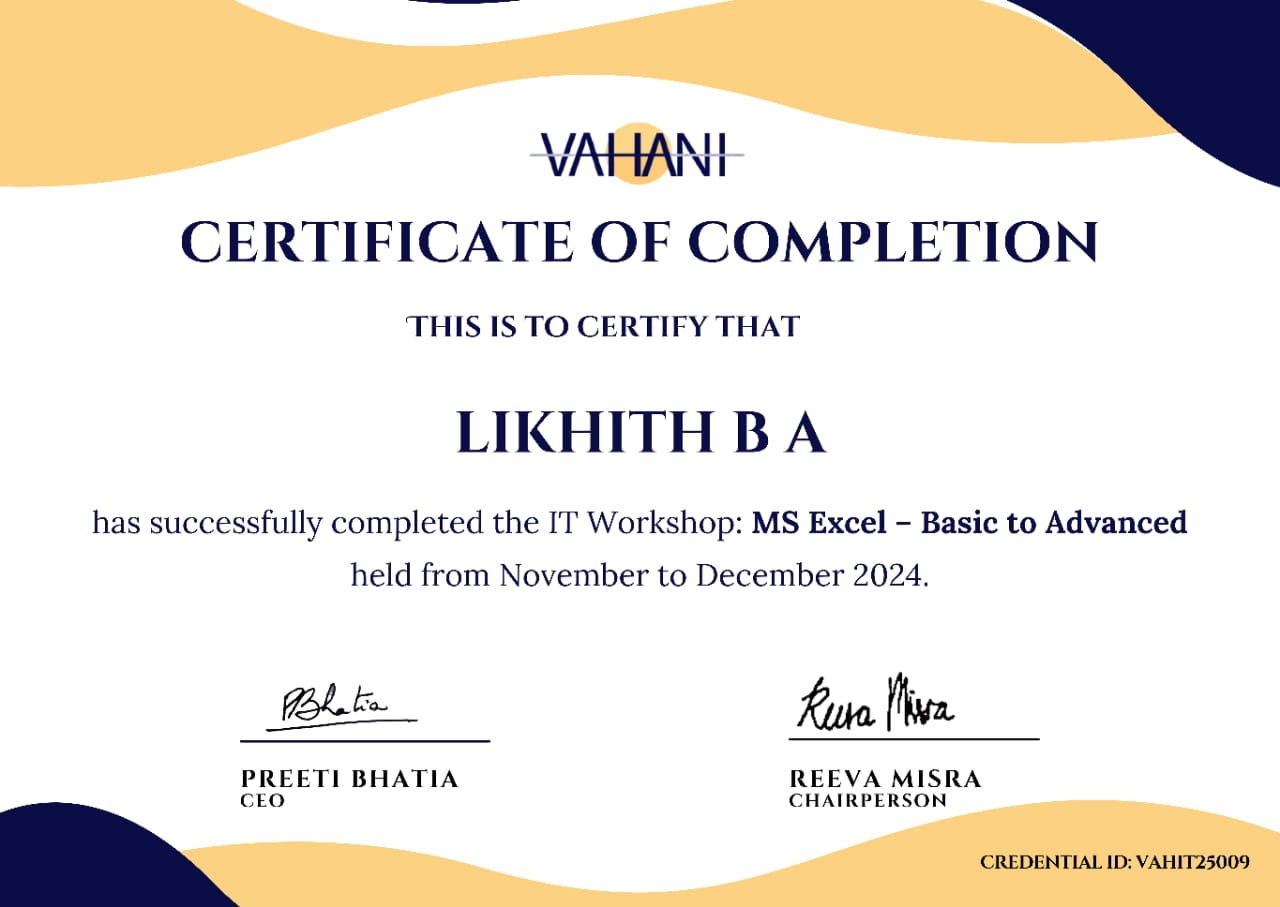 VAHANI
CERTIFICATE OF COMPLETION
THIS IS TO CERTIFY THAT
LIKHITH B A
has successfully completed the IT Workshop: MS Excel – Basic to Advanced
held from November to December 2024.
PBhatia
Reeva Misra
PREETI BHATIA
REEVA MISRA
CEO
CHAIRPERSON
CREDENTIAL ID: VAHIT25009